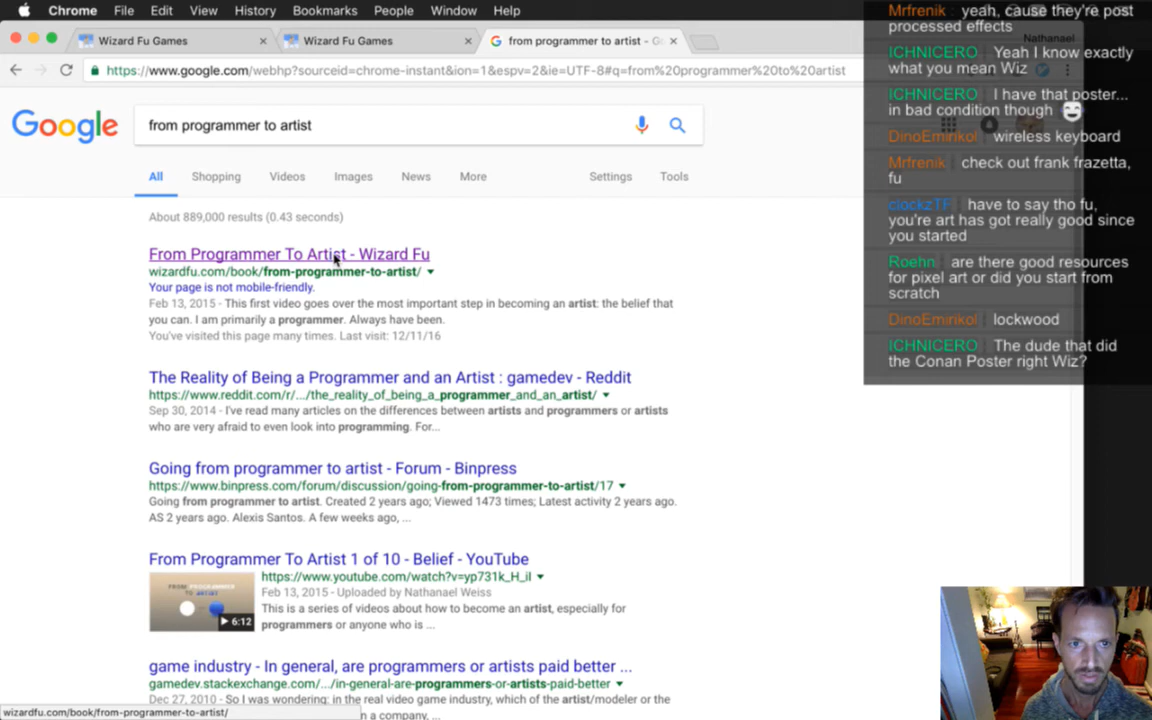 Chrome File Edit View History Bookmarks People Window Help
Wizard Fu Games
Wizard Fu Games
from programmer to artist - Go
Nathanael
https://www.google.com/webhp?sourceid=chrome-instant&ion=1&espv=2&ie=UTF-8#q=from%20programmer%20to%20artist
Google
from programmer to artist
All Shopping Videos Images News More Settings Tools
About 889,000 results (0.43 seconds)
From Programmer To Artist - Wizard Fu
wizardfu.com/book/from-programmer-to-artist/
Your page is not mobile-friendly.
Feb 13, 2015 - This first video goes over the most important step in becoming an artist: the belief that
you can. I am primarily a programmer. Always have been.
You've visited this page many times. Last visit: 12/11/16
The Reality of Being a Programmer and an Artist : gamedev - Reddit
https://www.reddit.com/r/.../the_reality_of_being_a_programmer_and_an_artist/
Sep 30, 2014 - I've read many articles on the differences between artists and programmers or artists
who are very afraid to even look into programming. For...
Going from programmer to artist - Forum - Binpress
https://www.binpress.com/forum/discussion/going-from-programmer-to-artist/17
Going from programmer to artist. Created 2 years ago; Viewed 1473 times; Latest activity 2 years ago.
AS 2 years ago. Alexis Santos. A few weeks ago, ...
From Programmer To Artist 1 of 10 - Belief - YouTube
https://www.youtube.com/watch?v=yp731k_H_iI
Feb 13, 2015 - Uploaded by Nathanael Weiss
This is a series of videos about how to become an artist, especially for
programmers or anyone who is ...
FROM PROGRAMMER
TO ARTIST
6:12
game industry - In general, are programmers or artists paid better ...
gamedev.stackexchange.com/.../in-general-are-programmers-or-artists-paid-better
Dec 27, 2010 - So I was wondering: in the real video game industry, which of the artist/modeler or the
n a company, ...
wizardfu.com/book/from-programmer-to-artist/
Mrfrenik yeah, cause they're post
processed effects
ICHNICERO Yeah I know exactly
what you mean Wiz
ICHNICERO I have that poster...
in bad condition though
DinoEminkol wireless keyboard
Mrfrenik check out frank frazetta,
fu
clockzTF have to say tho fu,
you're art has got really good since
you started
Roehn are there good resources
for pixel art or did you start from
scratch
DinoEminkol lockwood
ICHNICERO The dude that did
the Conan Poster right Wiz?